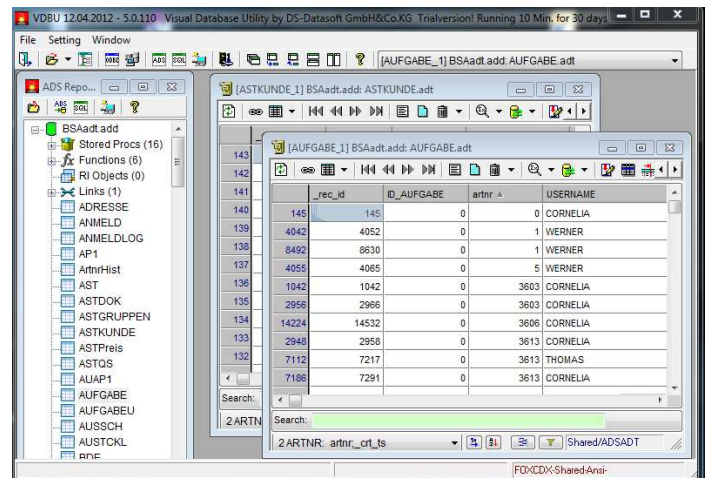 VDBU 12.04.2012 - 5.0.110 Visual Database Utility by DS-Datasoft GmbH&Co.KG Trialversion! Running 10 Min. for 30 days
File Setting Window
[AUFGABE_1] BSAadt.add: AUFGABE.adt
ADS Repo...
BSAadt.add
Stored Procs (16)
Functions (6)
RI Objects (0)
Links (1)
ADRESSE
ANMELD
ANMELDLOG
AP1
ArtnrHist
AST
ASTDOK
ASTGRUPPEN
ASTKUNDE
ASTPreis
ASTQS
AUAP1
AUFGABE
AUFGABEU
AUSSCH
AUSTCKL
BDE
[ASTKUNDE_1] BSAadt.add: ASTKUNDE.adt
143
142
141
140
139
138
137
136
135
134
133
132
Search:
2 ARTN
[AUFGABE_1] BSAadt.add: AUFGABE.adt
_rec_id ID_AUFGABE artnr USERNAME
145 145 0 0 CORNELIA
4042 4052 0 1 WERNER
8492 8630 0 1 WERNER
4055 4065 0 5 WERNER
1042 1042 0 3603 CORNELIA
2956 2966 0 3603 CORNELIA
14224 14532 0 3606 CORNELIA
2948 2958 0 3613 CORNELIA
7112 7217 0 3613 THOMAS
7186 7291 0 3613 CORNELIA
Search:
2 ARTNR: artnr;_crt_ts Shared/ADSADT
FOXCDX-Shared-Ansi-